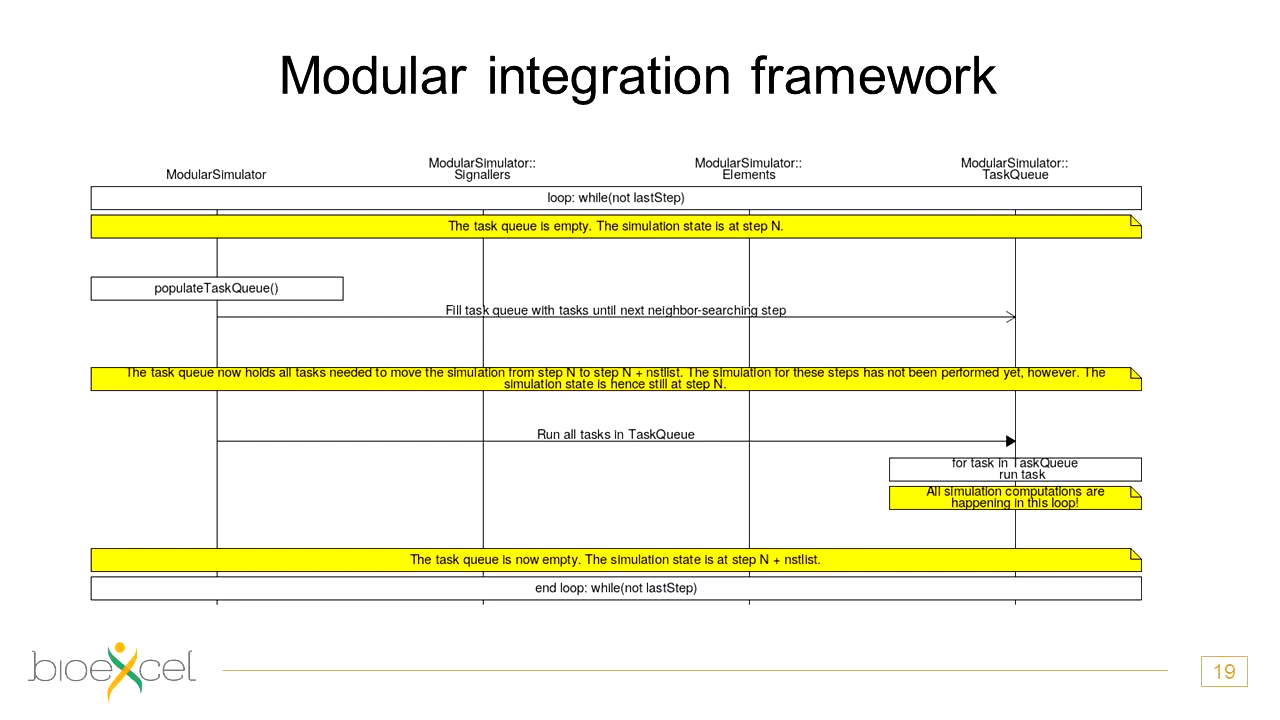 Modular integration framework
ModularSimulator
ModularSimulator::
Signallers
ModularSimulator::
Elements
ModularSimulator::
TaskQueue
loop: while(not lastStep)
The task queue is empty. The simulation state is at step N.
populateTaskQueue()
Fill task queue with tasks until next neighbor-searching step
The task queue now holds all tasks needed to move the simulation from step N to step N + nstlist. The simulation for these steps has not been performed yet, however. The
simulation state is hence still at step N.
Run all tasks in TaskQueue
for task in TaskQueue
run task
All simulation computations are
happening in this loop!
The task queue is now empty. The simulation state is at step N + nstlist.
end loop: while(not lastStep)
bioexcel
19